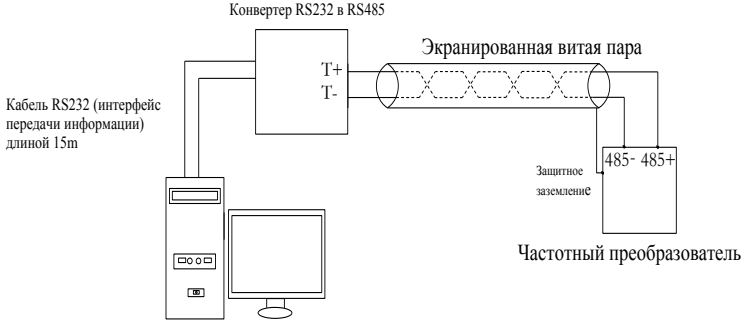 Конвертер RS232 в RS485
Экранированная витая пара
T+
T-
Кабель RS232 (интерфейс
передачи информации)
длиной 15m
485- 485+
Защитное
заземление
Частотный преобразователь